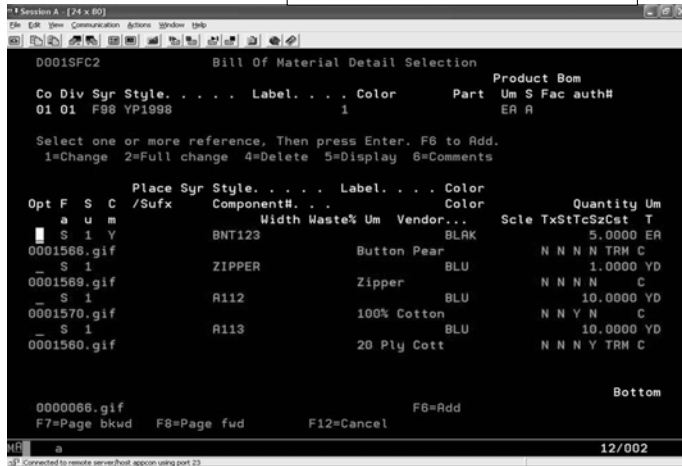 Session A - [24 x 80]
File Edit View Communication Actions Window Help
D001SFC2 Bill Of Material Detail Selection
Product Bom
Co Div Syr Style. . . . . Label. . . . Color Part Um S Fac auth#
01 01 F98 YP1998 1 EA A
Select one or more reference, Then press Enter. F6 to Add.
1=Change 2=Full change 4=Delete 5=Display 6=Comments
Place Syr Style. . . . . Label. . . . Color
Opt F S C /Sufx Component#. . . Color Quantity Um
a u m Width Waste% Um Vendor... Scle TxStTcSzCst T
S 1 Y BNT123 BLAK 5.0000 EA
0001566.gif Button Pear N N N N TRM C
_ S 1 ZIPPER BLU 1.0000 YD
0001569.gif Zipper N N N N C
_ S 1 A112 BLU 10.0000 YD
0001570.gif 100% Cotton N N Y N C
_ S 1 A113 BLU 10.0000 YD
0001560.gif 20 Ply Cott N N N Y TRM C
Bottom
0000066.gif F6=Add
F7=Page bkwd F8=Page fwd F12=Cancel
MA a 12/002
Connected to remote server/host appcon using port 23